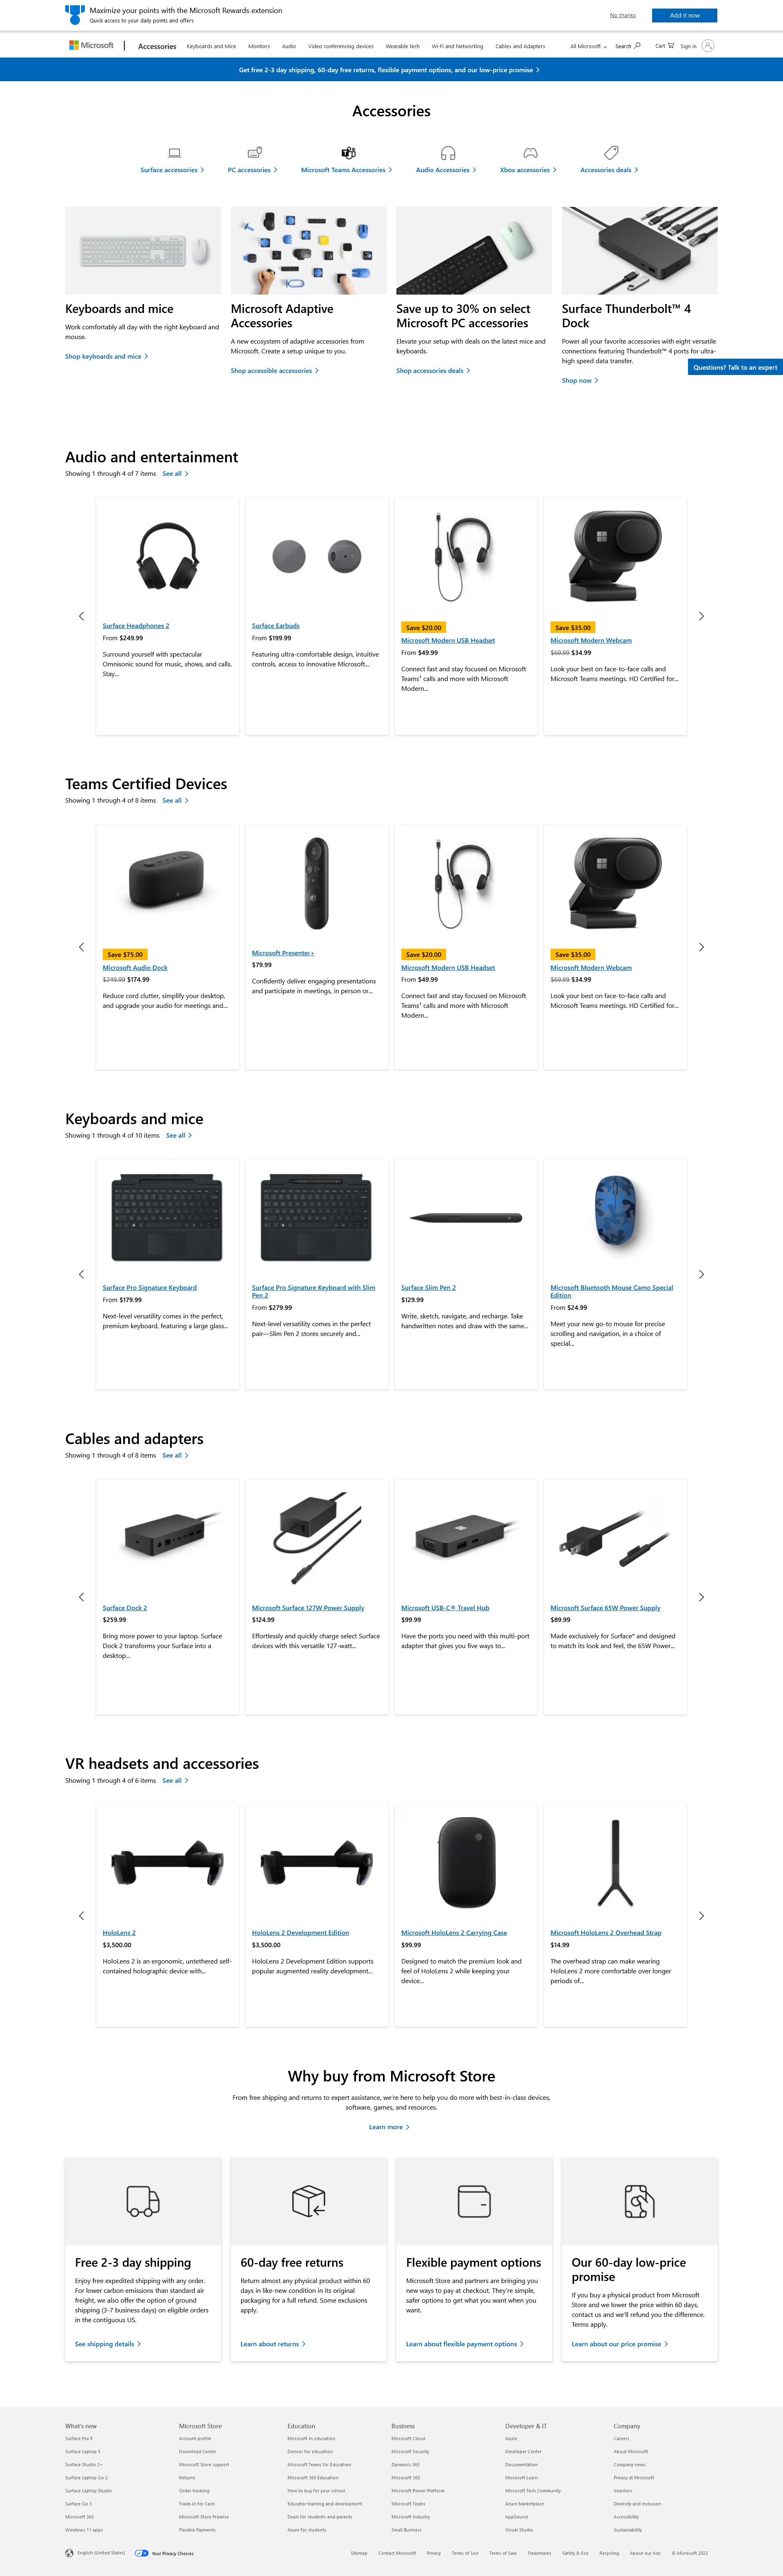 Maximize your points with the Microsoft Rewards extension
Quick access to your daily points and offers
No thanks
Add it now
Microsoft
Accessories
Keyboards and Mice
Monitors
Audio
Video conferencing devices
Wearable tech
Wi-Fi and Networking
Cables and Adapters
All Microsoft
Search
Cart
Sign in
Get free 2-3 day shipping, 60-day free returns, flexible payment options, and our low-price promise
Accessories
Surface accessories
PC accessories
Microsoft Teams Accessories
Audio Accessories
Xbox accessories
Accessories deals
Keyboards and mice
Work comfortably all day with the right keyboard and
mouse.
Shop keyboards and mice
Microsoft Adaptive
Accessories
A new ecosystem of adaptive accessories from
Microsoft. Create a setup unique to you.
Shop accessible accessories
Save up to 30% on select
Microsoft PC accessories
Elevate your setup with deals on the latest mice and
keyboards.
Shop accessories deals
Surface Thunderbolt™ 4
Dock
Power all your favorite accessories with eight versatile
connections featuring Thunderbolt™ 4 ports for ultra-
high speed data transfer.
Shop now
Questions? Talk to an expert
Audio and entertainment
Showing 1 through 4 of 7 items
See all
Surface Headphones 2
From $249.99
Surround yourself with spectacular
Omnisonic sound for music, shows, and calls.
Stay...
Surface Earbuds
From $199.99
Featuring ultra-comfortable design, intuitive
controls, access to innovative Microsoft...
Save $20.00
Microsoft Modern USB Headset
From $49.99
Connect fast and stay focused on Microsoft
Teams¹ calls and more with Microsoft
Modern...
Save $35.00
Microsoft Modern Webcam
$69.99 $34.99
Look your best on face-to-face calls and
Microsoft Teams meetings. HD Certified for...
Teams Certified Devices
Showing 1 through 4 of 8 items
See all
Save $75.00
Microsoft Audio Dock
$249.99 $174.99
Reduce cord clutter, simplify your desktop,
and upgrade your audio for meetings and...
Microsoft Presenter+
$79.99
Confidently deliver engaging presentations
and participate in meetings, in person or...
Save $20.00
Microsoft Modern USB Headset
From $49.99
Connect fast and stay focused on Microsoft
Teams¹ calls and more with Microsoft
Modern...
Save $35.00
Microsoft Modern Webcam
$69.99 $34.99
Look your best on face-to-face calls and
Microsoft Teams meetings. HD Certified for...
Keyboards and mice
Showing 1 through 4 of 10 items
See all
Surface Pro Signature Keyboard
From $179.99
Next-level versatility comes in the perfect,
premium keyboard, featuring a large glass...
Surface Pro Signature Keyboard with Slim
Pen 2
From $279.99
Next-level versatility comes in the perfect
pair—Slim Pen 2 stores securely and...
Surface Slim Pen 2
$129.99
Write, sketch, navigate, and recharge. Take
handwritten notes and draw with the same...
Microsoft Bluetooth Mouse Camo Special
Edition
From $24.99
Meet your new go-to mouse for precise
scrolling and navigation, in a choice of
special...
Cables and adapters
Showing 1 through 4 of 8 items
See all
Surface Dock 2
$259.99
Bring more power to your laptop. Surface
Dock 2 transforms your Surface into a
desktop...
Microsoft Surface 127W Power Supply
$124.99
Effortlessly and quickly charge select Surface
devices with this versatile 127-watt...
Microsoft USB-C® Travel Hub
$99.99
Have the ports you need with this multi-port
adapter that gives you five ways to...
Microsoft Surface 65W Power Supply
$89.99
Made exclusively for Surface* and designed
to match its look and feel, the 65W Power...
VR headsets and accessories
Showing 1 through 4 of 6 items
See all
HoloLens 2
$3,500.00
HoloLens 2 is an ergonomic, untethered self-
contained holographic device with...
HoloLens 2 Development Edition
$3,500.00
HoloLens 2 Development Edition supports
popular augmented reality development...
Microsoft HoloLens 2 Carrying Case
$99.99
Designed to match the premium look and
feel of HoloLens 2 while keeping your
device...
Microsoft HoloLens 2 Overhead Strap
$14.99
The overhead strap can make wearing
HoloLens 2 more comfortable over longer
periods of...
Why buy from Microsoft Store
From free shipping and returns to expert assistance, we're here to help you do more with best-in-class devices,
software, games, and resources.
Learn more
Free 2-3 day shipping
Enjoy free expedited shipping with any order.
For lower carbon emissions than standard air
freight, we also offer the option of ground
shipping (3-7 business days) on eligible orders
in the contiguous US.
See shipping details
60-day free returns
Return almost any physical product within 60
days in like-new condition in its original
packaging for a full refund. Some exclusions
apply.
Learn about returns
Flexible payment options
Microsoft Store and partners are bringing you
new ways to pay at checkout. They're simple,
safer options to get what you want when you
want.
Learn about flexible payment options
Our 60-day low-price
promise
If you buy a physical product from Microsoft
Store and we lower the price within 60 days,
contact us and we'll refund you the difference.
Terms apply.
Learn about our price promise
What's new
Surface Pro 9
Surface Laptop 5
Surface Studio 2+
Surface Laptop Go 2
Surface Laptop Studio
Surface Go 3
Microsoft 365
Windows 11 apps
Microsoft Store
Account profile
Download Center
Microsoft Store support
Returns
Order tracking
Trade-in for Cash
Microsoft Store Promise
Flexible Payments
Education
Microsoft in education
Devices for education
Microsoft Teams for Education
Microsoft 365 Education
How to buy for your school
Educator training and development
Deals for students and parents
Azure for students
Business
Microsoft Cloud
Microsoft Security
Dynamics 365
Microsoft 365
Microsoft Power Platform
Microsoft Teams
Microsoft Industry
Small Business
Developer & IT
Azure
Developer Center
Documentation
Microsoft Learn
Microsoft Tech Community
Azure Marketplace
AppSource
Visual Studio
Company
Careers
About Microsoft
Company news
Privacy at Microsoft
Investors
Diversity and inclusion
Accessibility
Sustainability
English (United States)
Your Privacy Choices
Sitemap
Contact Microsoft
Privacy
Terms of Use
Terms of Sale
Trademarks
Safety & Eco
Recycling
About our Ads
© Microsoft 2023